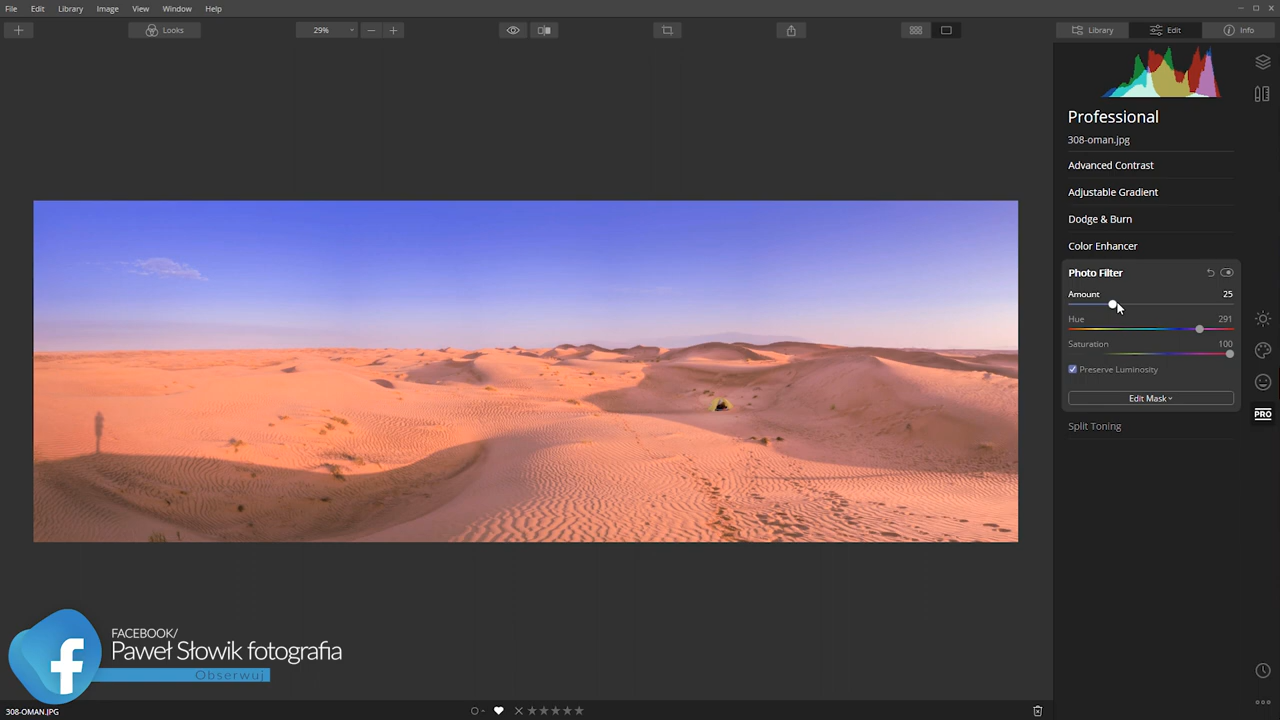 File Edit Library Image View Window Help
Looks 29% Library Edit Info
Professional
308-oman.jpg
Advanced Contrast
Adjustable Gradient
Dodge & Burn
Color Enhancer
Photo Filter
Amount 25
Hue 291
Saturation 100
Preserve Luminosity
Edit Mask
PRO
Split Toning
f
FACEBOOK/
Paweł Słowik fotografia
Obserwuj
308-OMAN.JPG